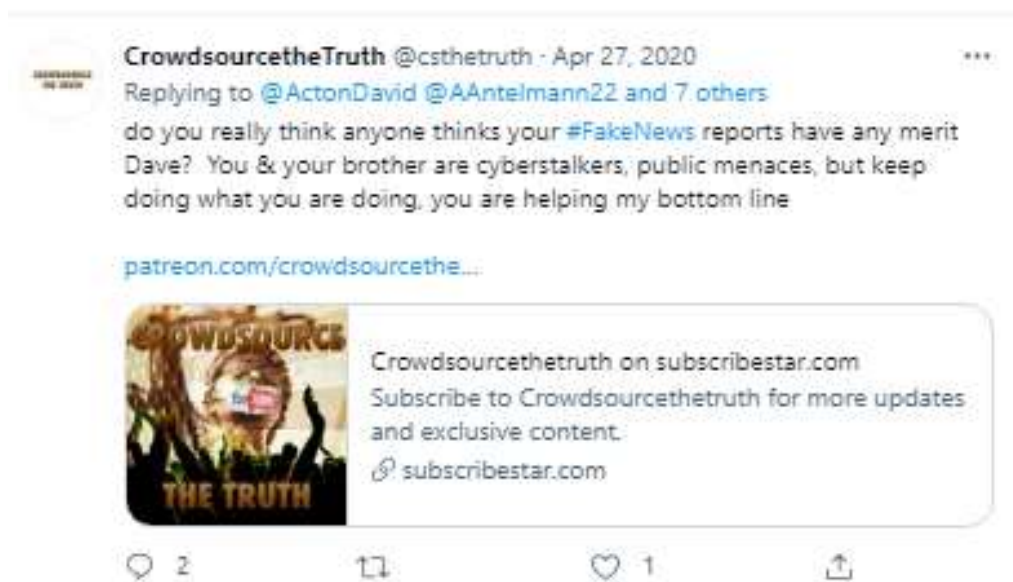 CrowdsourcetheTruth @csthetruth · Apr 27, 2020
Replying to @ActonDavid @AAntelmann22 and 7 others
do you really think anyone thinks your #FakeNews reports have any merit
Dave?  You & your brother are cyberstalkers, public menaces, but keep
doing what you are doing, you are helping my bottom line
patreon.com/crowdsourcethe...
CROWDSOURCE
THE TRUTH
Crowdsourcethetruth on subscribestar.com
Subscribe to Crowdsourcethetruth for more updates
and exclusive content.
subscribestar.com
2
1